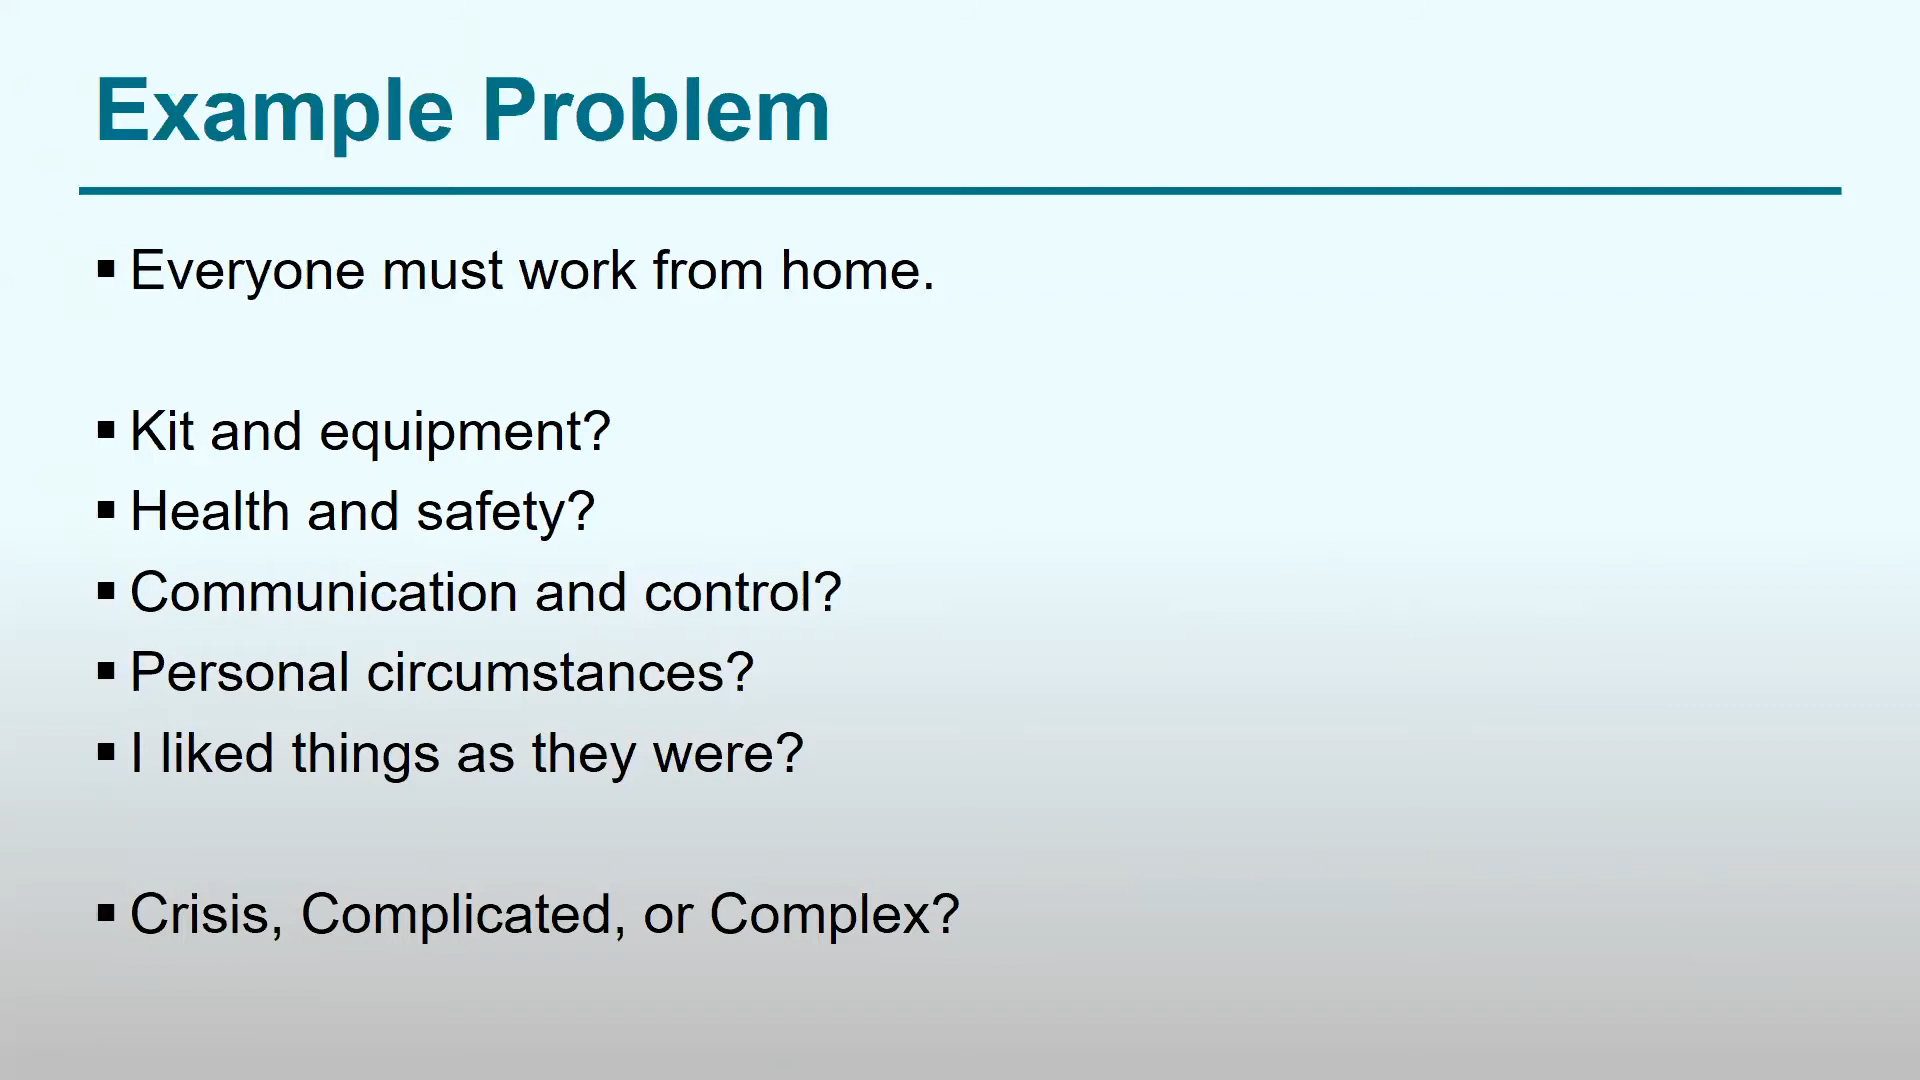 Example Problem
▪ Everyone must work from home.
▪ Kit and equipment?
▪ Health and safety?
▪ Communication and control?
▪ Personal circumstances?
▪ I liked things as they were?
▪ Crisis, Complicated, or Complex?